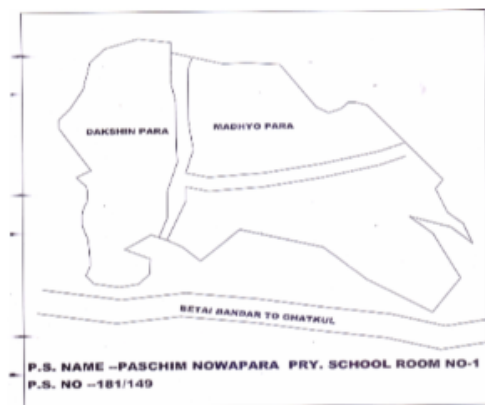 DAKSHIN PARA
MADHYO PARA
BETAI BANDAR TO GHATKUL
P.S. NAME –PASCHIM NOWAPARA PRY. SCHOOL ROOM NO-1
P.S. NO –181/149